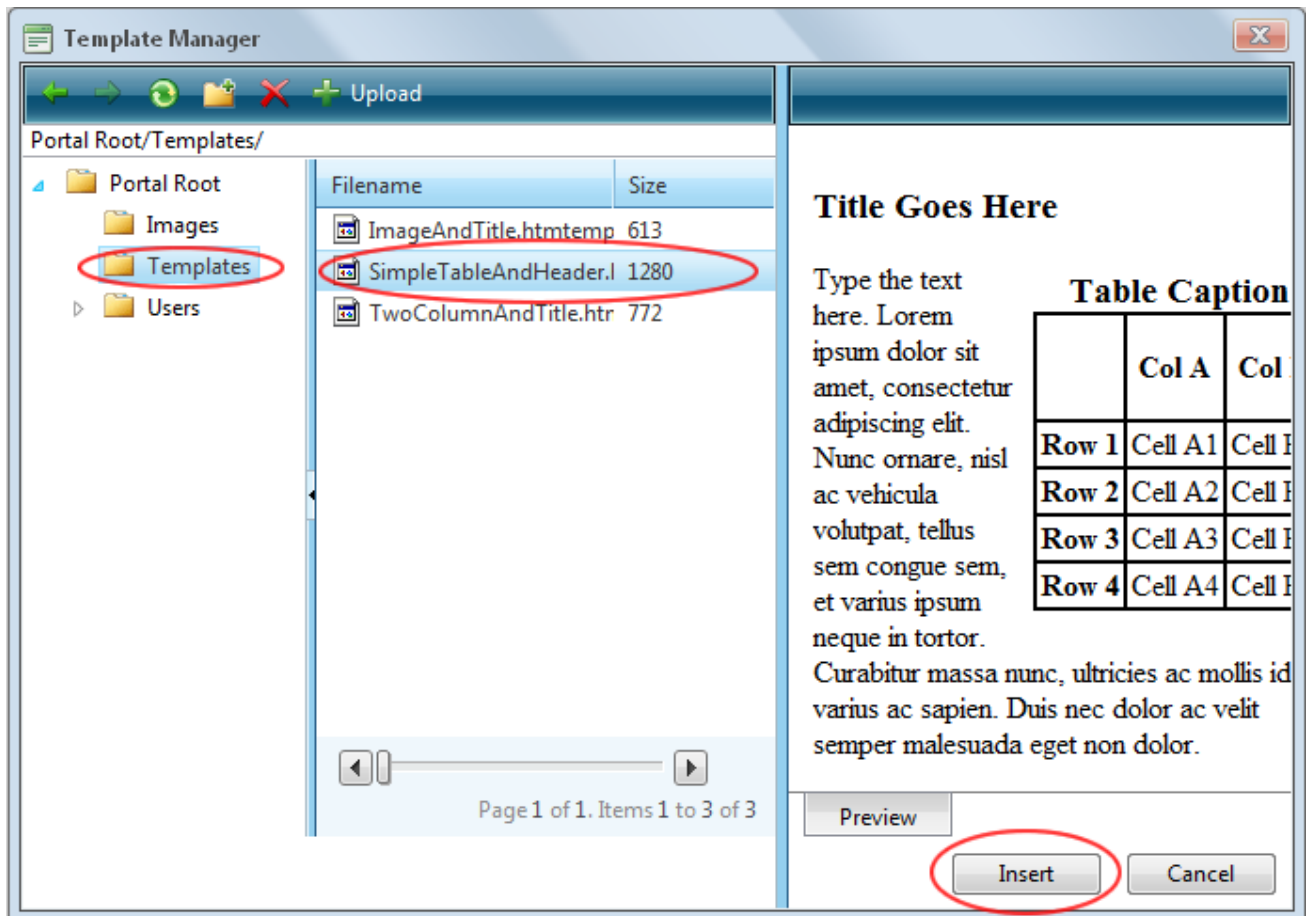 Template Manager
Upload
Portal Root/Templates/
Portal Root
Images
Templates
Users
Filename Size
ImageAndTitle.htmtemp 613
SimpleTableAndHeader. 1280
TwoColumnAndTitle.htr 772
Page 1 of 1. Items 1 to 3 of 3
Title Goes Here
Type the text
here. Lorem
ipsum dolor sit
amet, consectetur
adipiscing elit.
Nunc ornare, nisl
ac vehicula
volutpat, tellus
sem congue sem,
et varius ipsum
neque in tortor.
Curabitur massa nunc, ultricies ac mollis id
varius ac sapien. Duis nec dolor ac velit
semper malesuada eget non dolor.
Table Caption
Col A Col
Row 1 Cell A1 Cell
Row 2 Cell A2 Cell
Row 3 Cell A3 Cell
Row 4 Cell A4 Cell
Preview
Insert Cancel